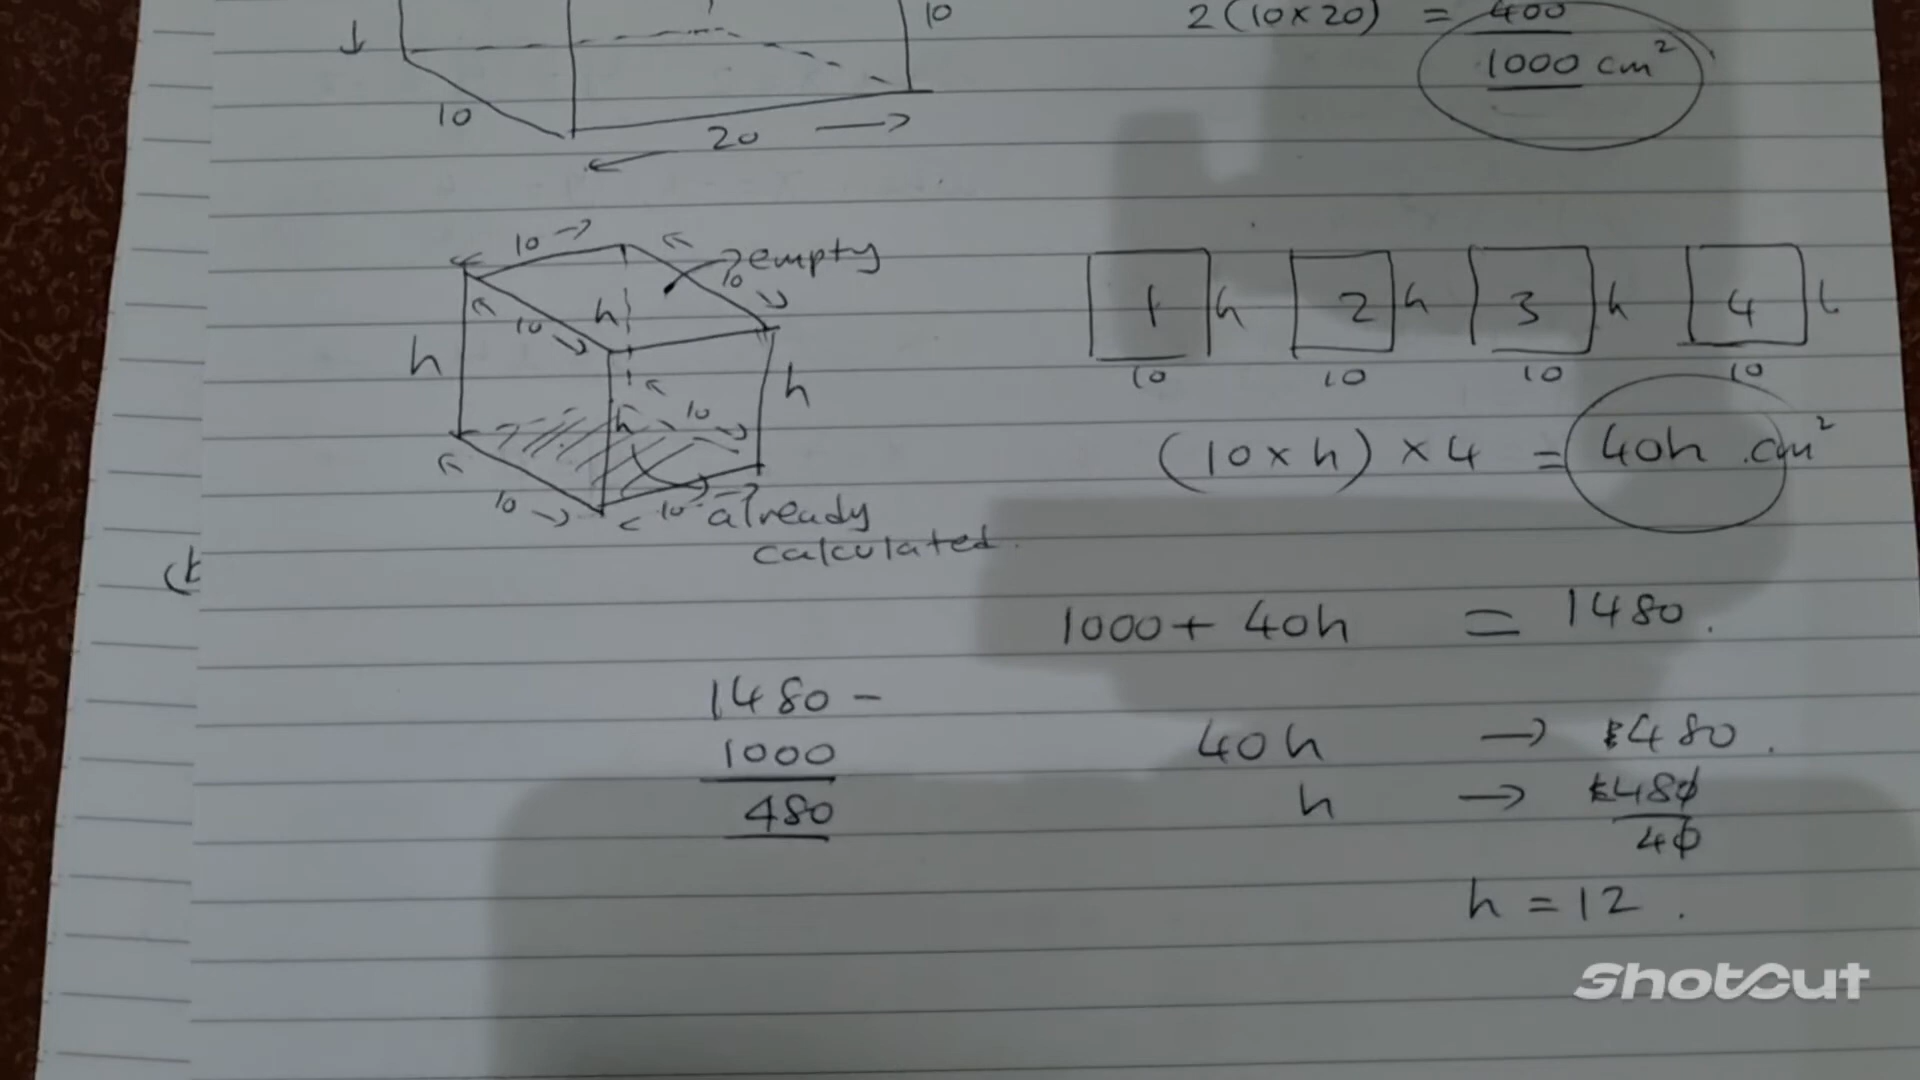 10
2(10×20) = 400
1000 cm²
10
20
10
empty
10
10
h
h
h
h
10
10
10
already
calculated.
1 h 2 h 3 h 4
10 10 10 10
(10×h) ×4 = 40h cm²
1000+ 40h = 1480.
1480 –
1000
480
40h → 480.
h → 480
40
h = 12.
Shotcut